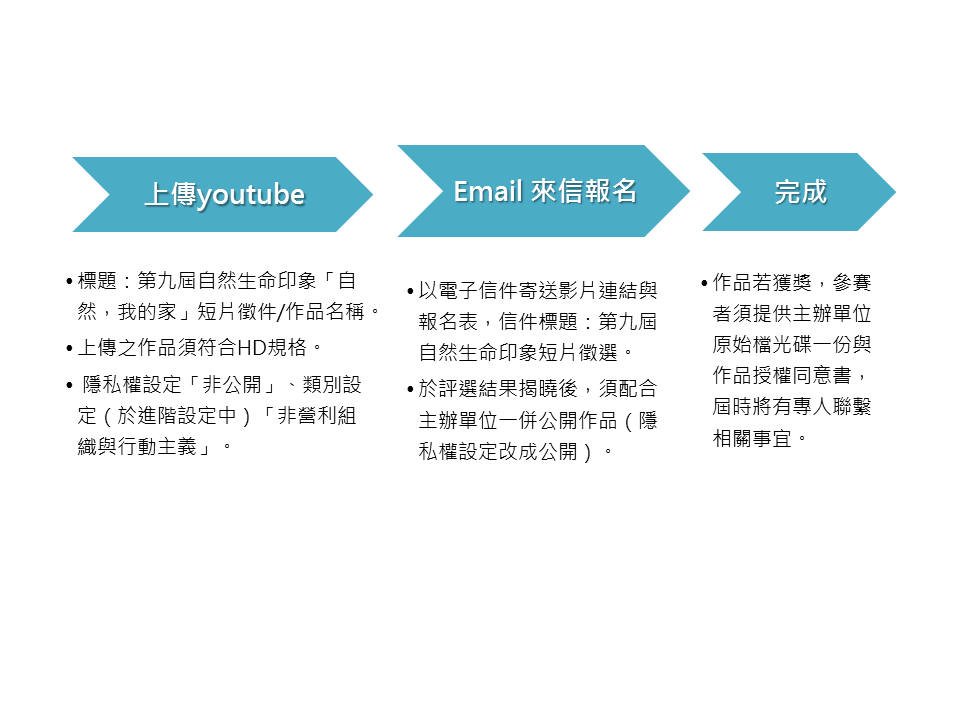 上傳youtube
• 標題：第九屆自然生命印象「自
然，我的家」短片徵件/作品名稱。
• 上傳之作品須符合HD規格。
• 隱私權設定「非公開」、類別設
定（於進階設定中）「非營利組
織與行動主義」。
Email 來信報名
• 以電子信件寄送影片連結與
報名表，信件標題：第九屆
自然生命印象短片徵選。
• 於評選結果揭曉後，須配合
主辦單位一併公開作品（隱
私權設定改成公開）。
完成
• 作品若獲獎，參賽
者須提供主辦單位
原始檔光碟一份與
作品授權同意書，
屆時將有專人聯繫
相關事宜。